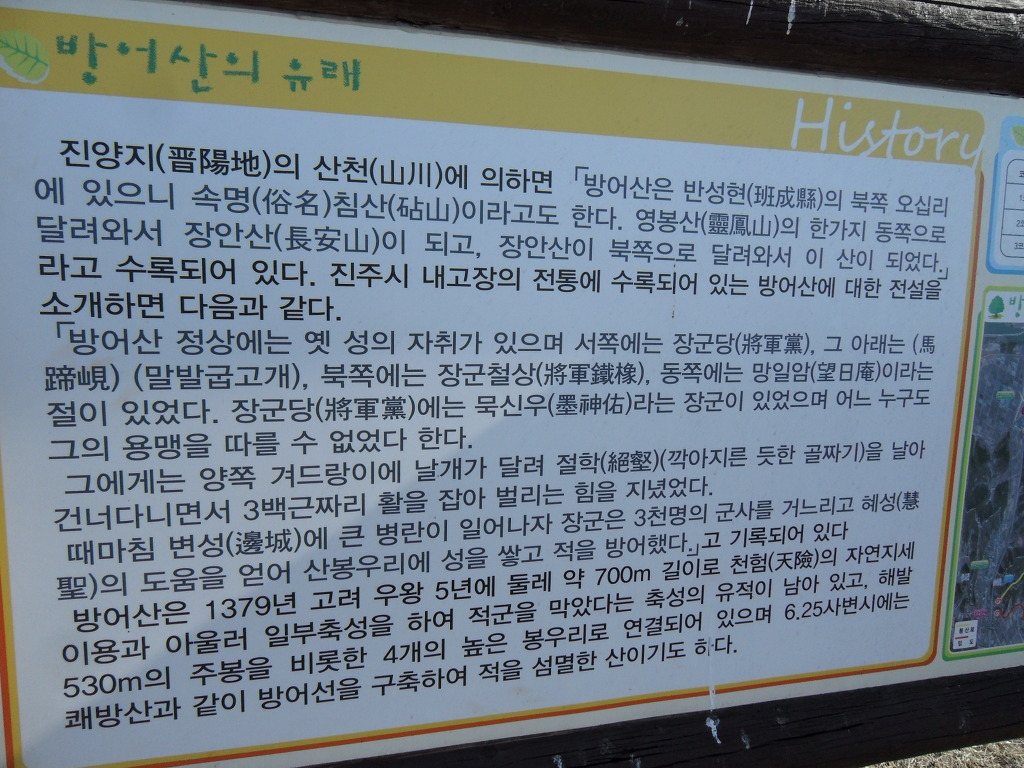 방어산의 유래
History
진양지(晋陽地)의 산천(山川)에 의하면 「방어산은 반성현(班成縣)의 북쪽 오십리
에 있으니 속명(俗名)침산(砧山)이라고도 한다. 영봉산(靈鳳山)의 한가지 동쪽으로
달려와서 장안산(長安山)이 되고, 장안산이 북쪽으로 달려와서 이 산이 되었다.」
라고 수록되어 있다. 진주시 내고장의 전통에 수록되어 있는 방어산에 대한 전설을
소개하면 다음과 같다.
「방어산 정상에는 옛 성의 자취가 있으며 서쪽에는 장군당(將軍黨), 그 아래는 (馬
蹄峴) (말발굽고개), 북쪽에는 장군철상(將軍鐵橡), 동쪽에는 망일암(望日庵)이라는
절이 있었다. 장군당(將軍黨)에는 묵신우(墨神佑)라는 장군이 있었으며 어느 누구도
그의 용맹을 따를 수 없었다 한다.
그에게는 양쪽 겨드랑이에 날개가 달려 절학(絕壑)(깍아지른 듯한 골짜기)을 날아
건너다니면서 3백근짜리 활을 잡아 벌리는 힘을 지녔었다.
때마침 변성(邊城)에 큰 병란이 일어나자 장군은 3천명의 군사를 거느리고 혜성(慧
聖)의 도움을 얻어 산봉우리에 성을 쌓고 적을 방어했다.」고 기록되어 있다
방어산은 1379년 고려 우왕 5년에 둘레 약 700m 길이로 천험(天險)의 자연지세
이용과 아울러 일부축성을 하여 적군을 막았다는 축성의 유적이 남아 있고, 해발
530m의 주봉을 비롯한 4개의 높은 봉우리로 연결되어 있으며 6.25사변시에는
쾌방산과 같이 방어선을 구축하여 적을 섬멸한 산이기도 하다.